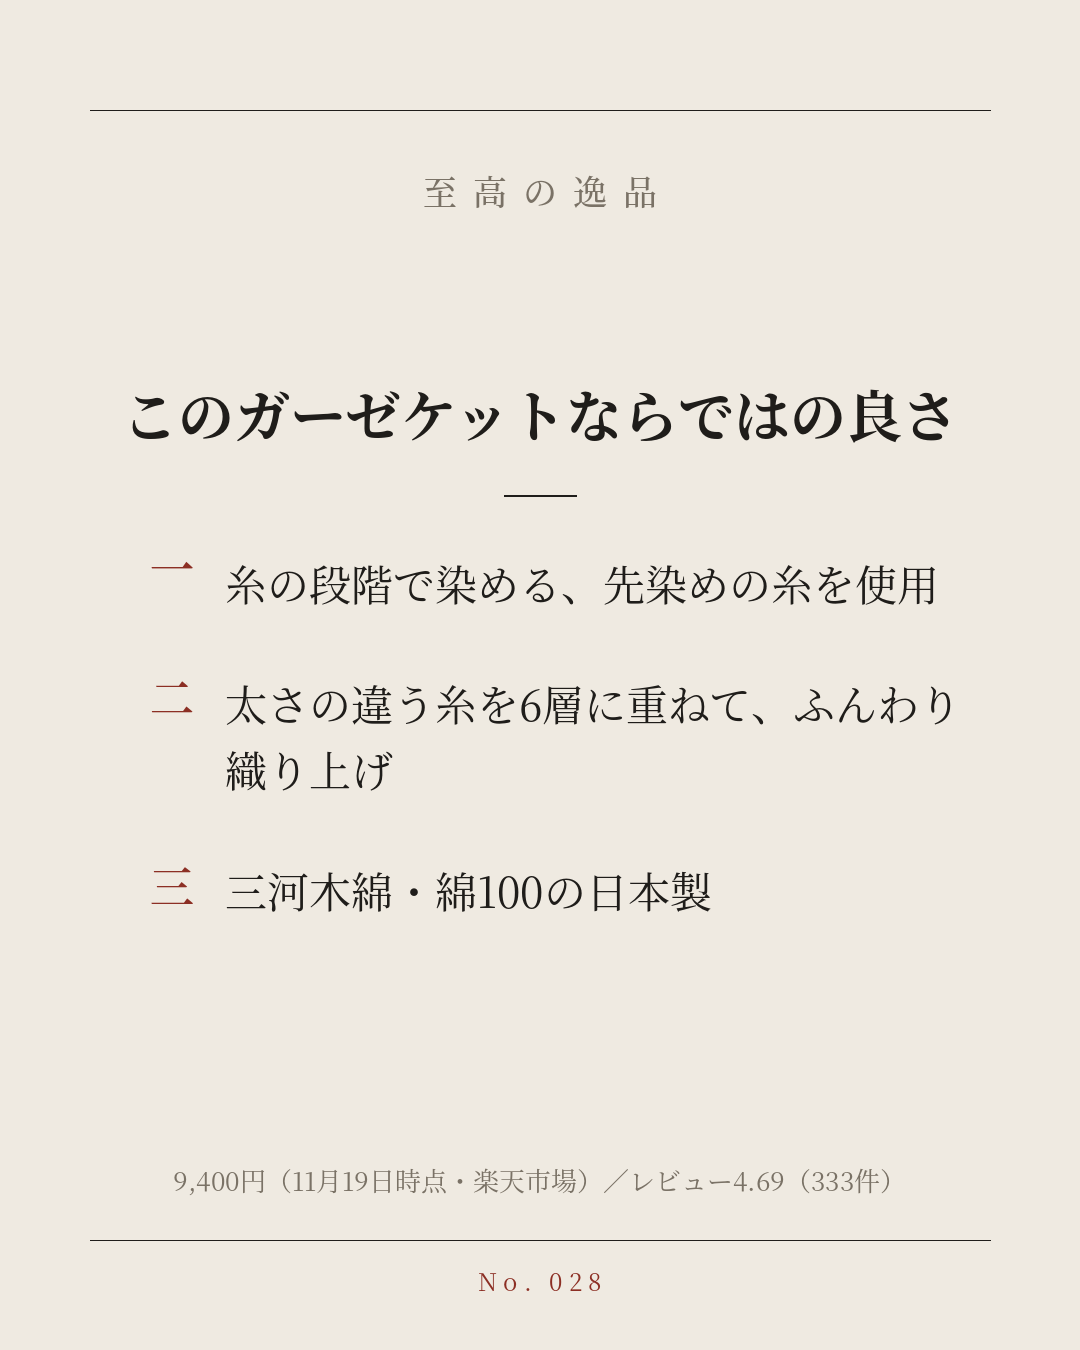 至高の逸品
このガーゼケットならではの良さ
一 糸の段階で染める、先染めの糸を使用
二 太さの違う糸を6層に重ねて、ふんわり
織り上げ
三 三河木綿・綿100の日本製
9,400円（11月19日時点・楽天市場）／レビュー4.69（333件）
No. 028